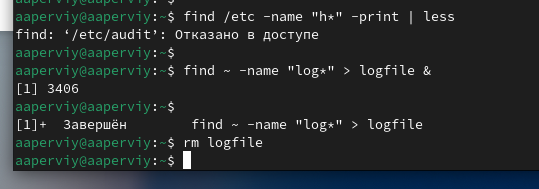 aaperviy@aaperviy:~$ find /etc -name "h*" -print | less
find: ‘/etc/audit’: Отказано в доступе
aaperviy@aaperviy:~$
aaperviy@aaperviy:~$ find ~ -name "log*" > logfile &
[1] 3406
aaperviy@aaperviy:~$
[1]+  Завершён        find ~ -name "log*" > logfile
aaperviy@aaperviy:~$ rm logfile
aaperviy@aaperviy:~$